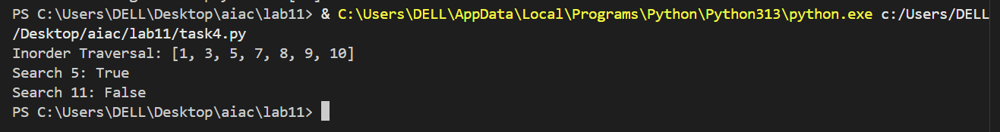 PS C:\Users\DELL\Desktop\aiac\lab11> & C:\Users\DELL\AppData\Local\Programs\Python\Python313\python.exe c:/Users/DELL
/Desktop/aiac/lab11/task4.py
Inorder Traversal: [1, 3, 5, 7, 8, 9, 10]
Search 5: True
Search 11: False
PS C:\Users\DELL\Desktop\aiac\lab11>